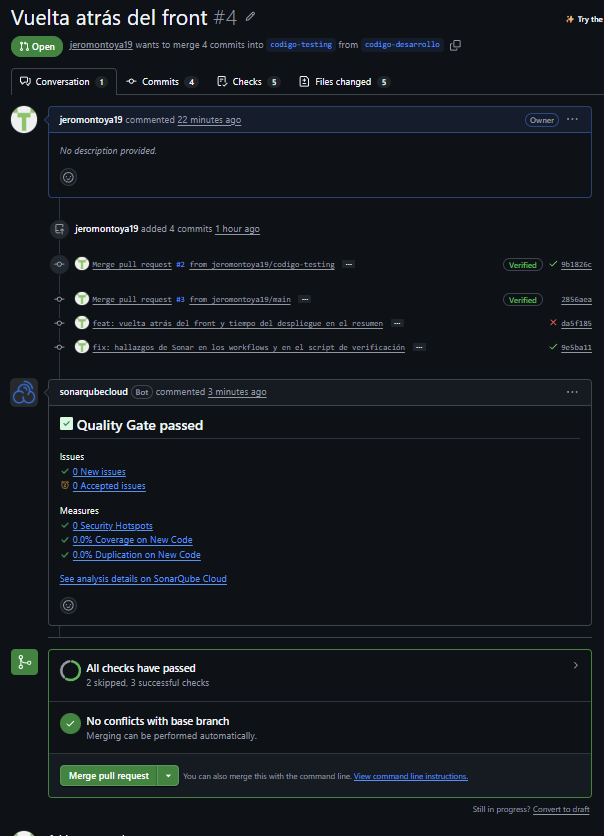 Vuelta atrás del front #4
Try the
Open jeromontoya19 wants to merge 4 commits into codigo-testing from codigo-desarrollo
Conversation 1 Commits 4 Checks 5 Files changed 5
jeromontoya19 commented 22 minutes ago Owner
No description provided.
jeromontoya19 added 4 commits 1 hour ago
Merge pull request #2 from jeromontoya19/codigo-testing Verified 9b1826c
Merge pull request #3 from jeromontoya19/main Verified 2856aea
feat: vuelta atrás del front y tiempo del despliegue en el resumen da5f185
fix: hallazgos de Sonar en los workflows y en el script de verificación 9e5ba11
sonarqubecloud Bot commented 3 minutes ago
Quality Gate passed
Issues
0 New issues
0 Accepted issues
Measures
0 Security Hotspots
0.0% Coverage on New Code
0.0% Duplication on New Code
See analysis details on SonarQube Cloud
All checks have passed
2 skipped, 3 successful checks
No conflicts with base branch
Merging can be performed automatically.
Merge pull request You can also merge this with the command line. View command line instructions.
Still in progress? Convert to draft